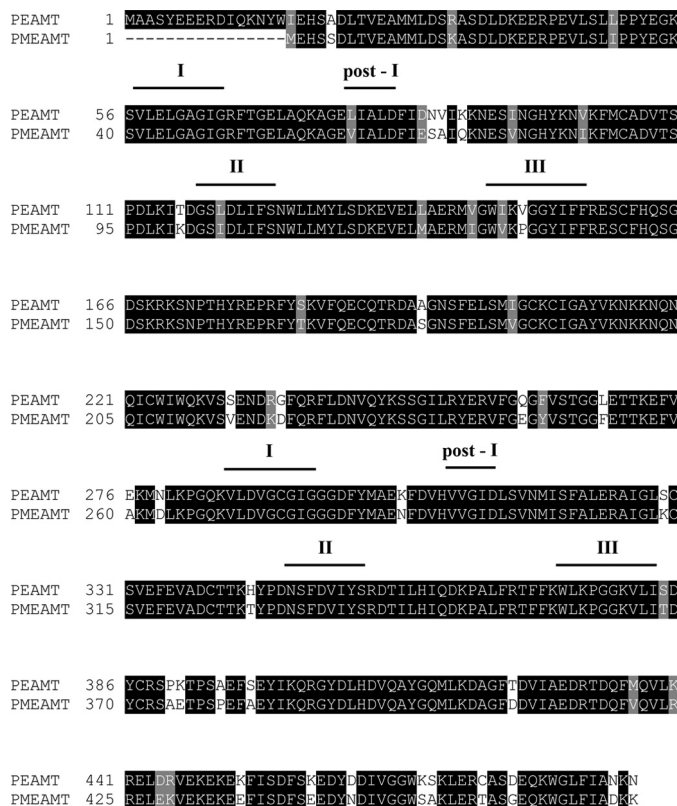 PEAMT 1 MAASYEEERDIQKNYWIEHSADLTVEAMMLDSRASDLDKEERPEVLSLLPPYEGK
PMEAMT 1 ----------------MEHSSDLTVEAMMLDSKASDLDKEERPEVLSLIPPYEGK
I post - I
PEAMT 56 SVLELGAGIGRFTGELAQKAGELIALDFIDNVIKKNESINGHYKNVKFMCADVTS
PMEAMT 40 SVLELGAGIGRFTGELAQKAGEVIALDFIESAIQKNESVNGHYKNIKFMCADVTS
II III
PEAMT 111 PDLKITDGSLDLIFSNWLLMYLSDKEVELLAERMVGWIKVGGYIFFRESCFHQSG
PMEAMT 95 PDLKIKDGSIDLIFSNWLLMYLSDKEVELMAERMIGWVKPGGYIFFRESCFHQSG
PEAMT 166 DSKRKSNPTHYREPRFYSKVFQECQTRDAAGNSFELSMIGCKCIGAYVKNKKNQN
PMEAMT 150 DSKRKSNPTHYREPRFYTKVFQECQTRDASGNSFELSMVGCKCIGAYVKNKKNQN
PEAMT 221 QICWIWQKVSSENDRGFQRFLDNVQYKSSGILRYERVFGQGFVSTGGLETTKEFV
PMEAMT 205 QICWIWQKVSVENDKDFQRFLDNVQYKSSGILRYERVFGEGYVSTGGFETTKEFV
I post - I
PEAMT 276 EKMNLKPGQKVLDVGCGIGGGDFYMAEKFDVHVVGIDLSVNMISFALERAIGLSC
PMEAMT 260 AKMDLKPGQKVLDVGCGIGGGDFYMAENFDVHVVGIDLSVNMISFALERAIGLKC
II III
PEAMT 331 SVEFEVADCTTKHYPDNSFDVIYSRDTILHIQDKPALFRTFFKWLKPGGKVLISD
PMEAMT 315 SVEFEVADCTTKTYPDNSFDVIYSRDTILHIQDKPALFRTFFKWLKPGGKVLITD
PEAMT 386 YCRSPKTPSAEFSEYIKQRGYDLHDVQAYGQMLKDAGFTDVIAEDRTDQFMQVLK
PMEAMT 370 YCRSAETPSPEFAEYIKQRGYDLHDVQAYGQMLKDAGFDDVIAEDRTDQFVQVLR
PEAMT 441 RELDRVEKEKEKFISDFSKEDYDDIVGGWKSKLERCASDEQKWGLFIANKN
PMEAMT 425 RELEKVEKEKEEFISDFSEEDYNDIVGGWSAKLERTASGEQKWGLFIADKK